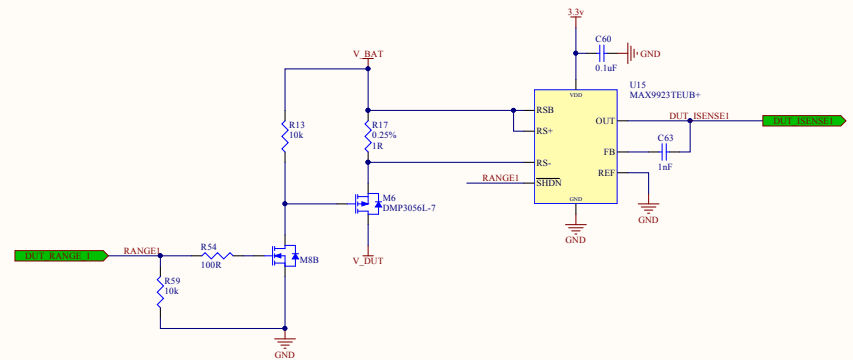 3.3v
C60
GND
0.1uF
V_BAT
U15
MAX9923TEUB+
VDD
RSB
R13
10k
R17
0.25%
1R
RS+
OUT
DUT_ISENSE1
DUT_ISENSE1
C63
1nF
FB
RS-
REF
RANGE1
SHDN
M6
DMP3056L-7
GND
GND
GND
DUT_RANGE_1
RANGE1
R54
100R
M8B
V_DUT
R59
10k
GND